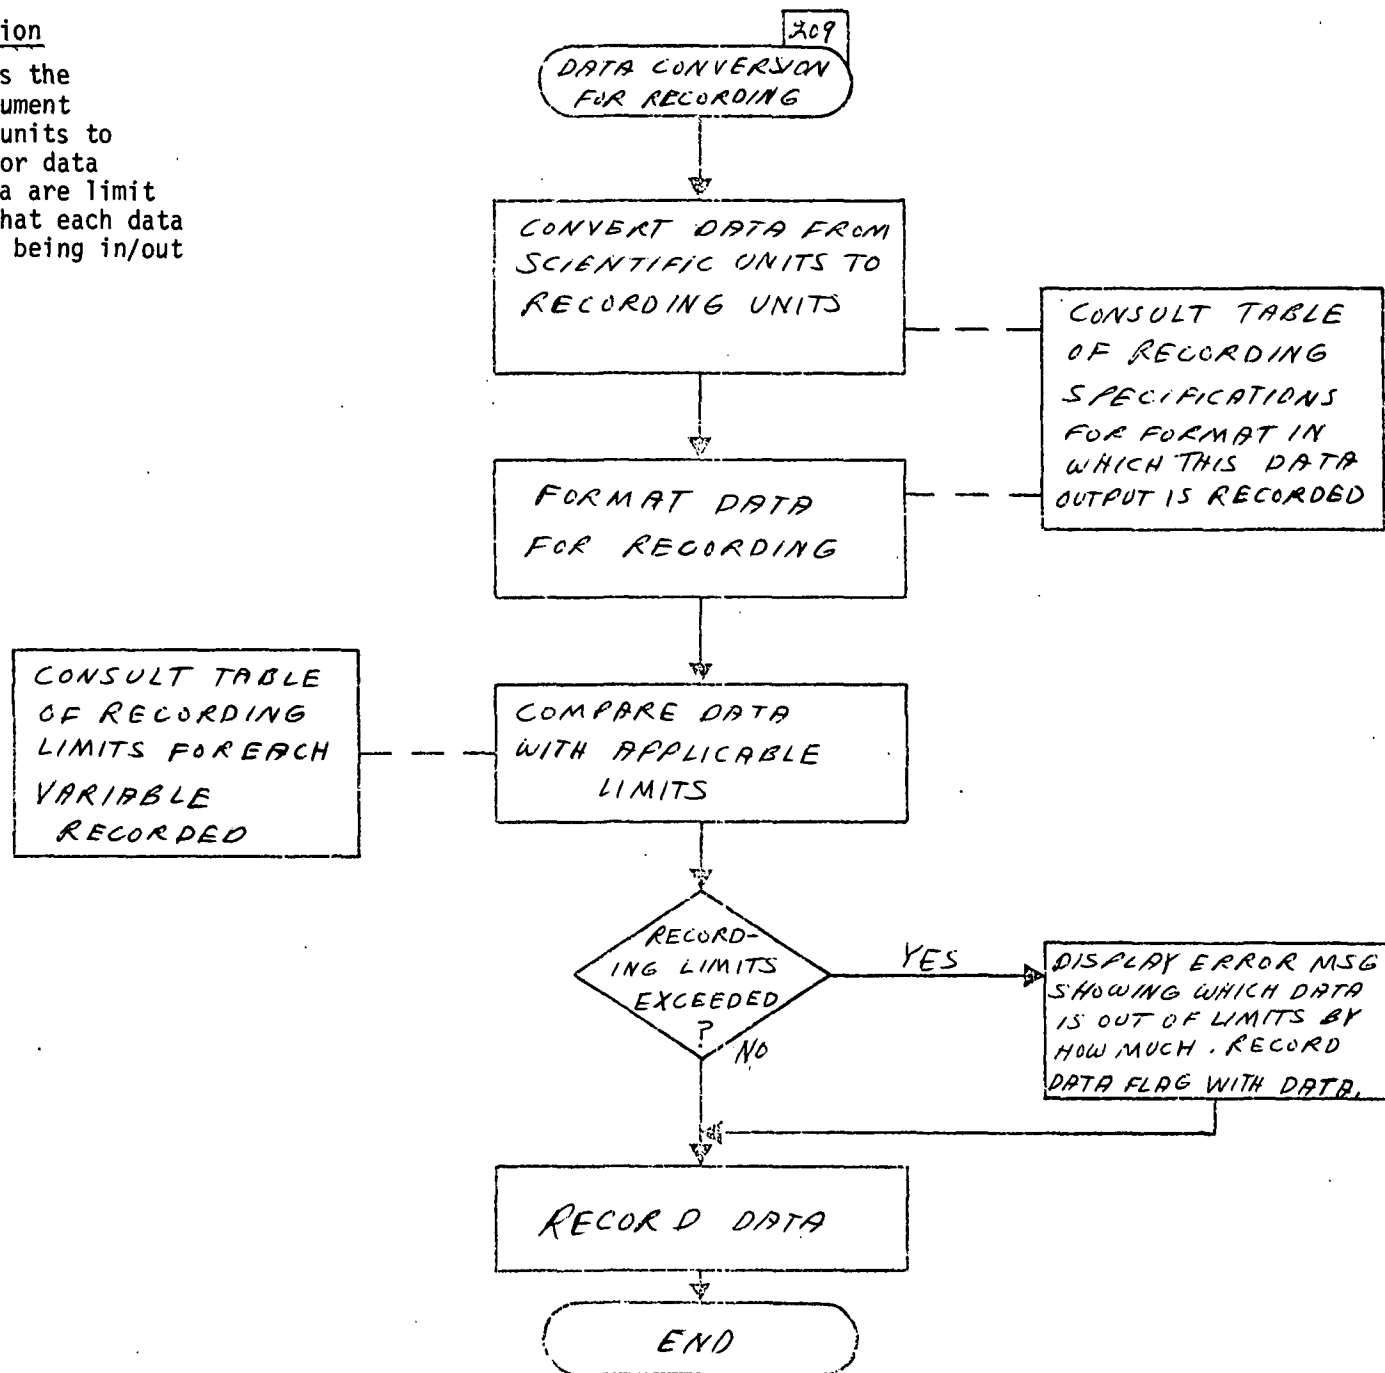 ion
s the
ument
units to
or data
a are limit
hat each data
being in/out
209
DATA CONVERSION
FOR RECORDING
CONVERT DATA FROM
SCIENTIFIC UNITS TO
RECORDING UNITS
CONSULT TABLE
OF RECORDING
SPECIFICATIONS
FOR FORMAT IN
WHICH THIS DATA
OUTPUT IS RECORDED
FORMAT DATA
FOR RECORDING
CONSULT TABLE
OF RECORDING
LIMITS FOR EACH
VARIABLE
RECORDED
COMPARE DATA
WITH APPLICABLE
LIMITS
RECORD-
ING LIMITS
EXCEEDED
?
YES
NO
DISPLAY ERROR MSG
SHOWING WHICH DATA
IS OUT OF LIMITS BY
HOW MUCH. RECORD
DATA FLAG WITH DATA.
RECORD DATA
END